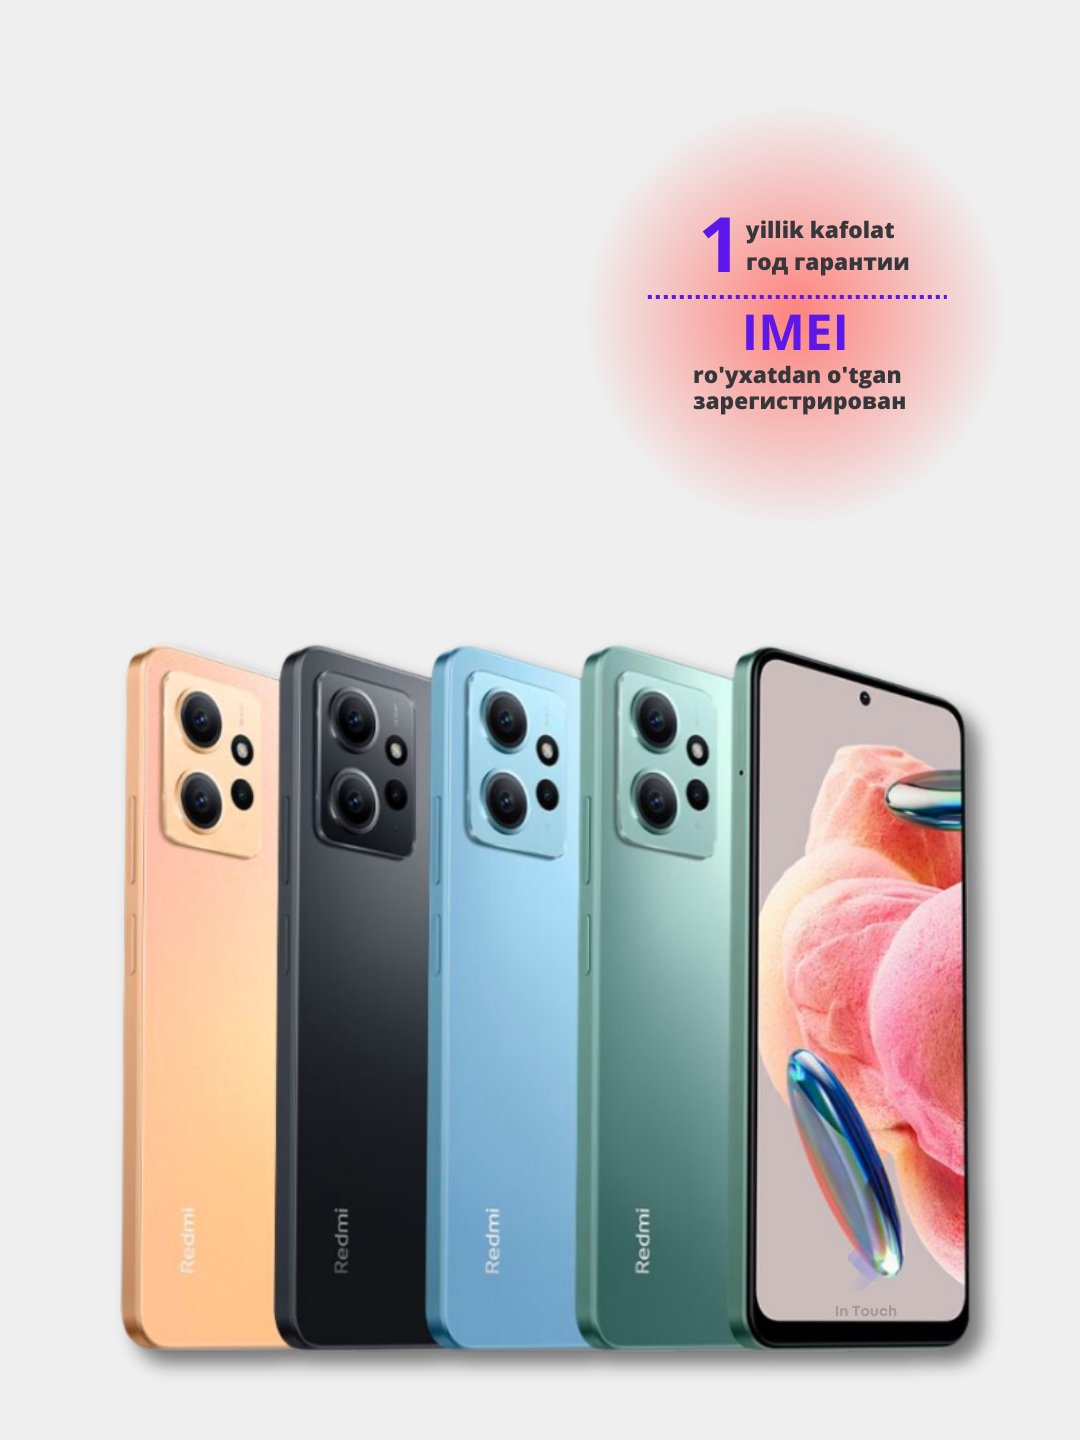 1 yillik kafolat
год гарантии
IMEI
ro'yxatdan o'tgan
зарегистрирован
Redmi
Redmi
Redmi
Redmi
In Touch